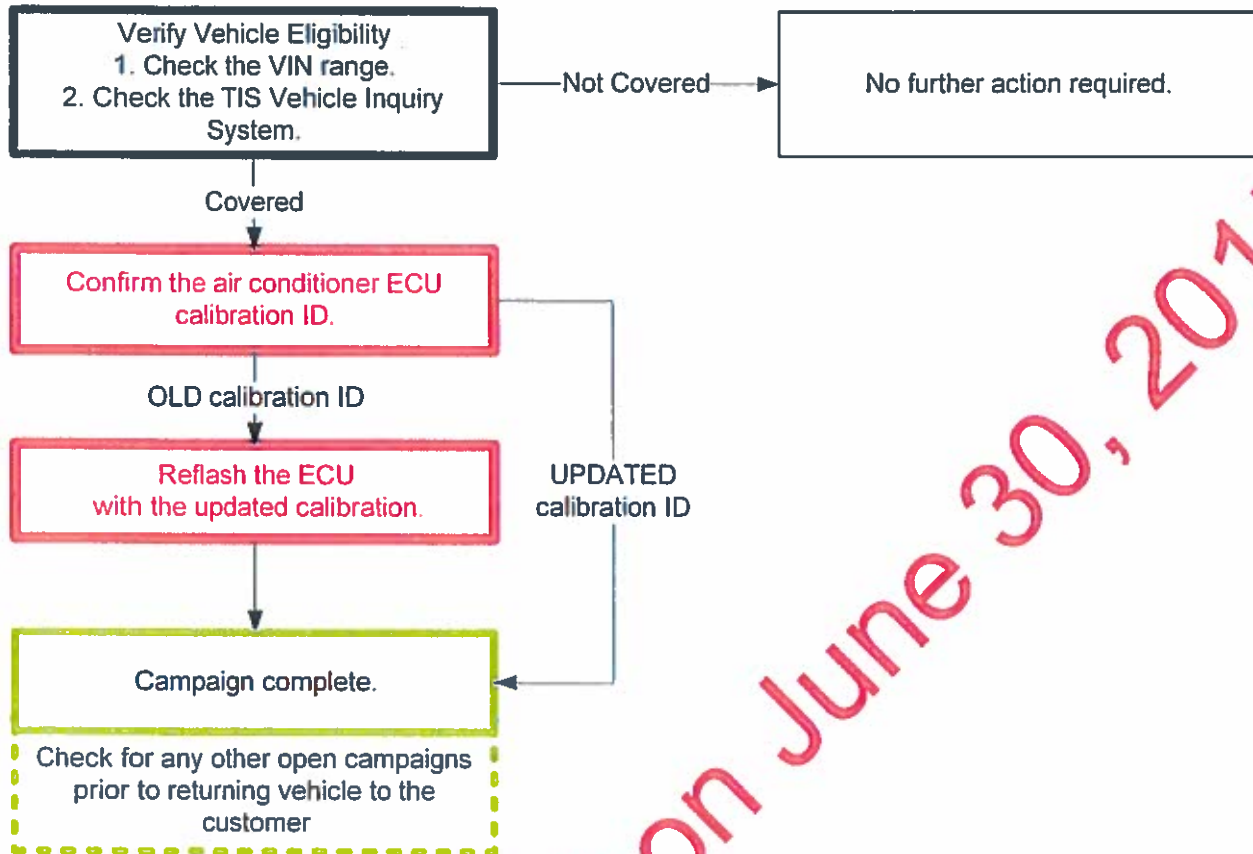 Verify Vehicle Eligibility
1. Check the VIN range.
2. Check the TIS Vehicle Inquiry
System.
Not Covered
No further action required.
Covered
Confirm the air conditioner ECU
calibration ID.
OLD calibration ID
Reflash the ECU
with the updated calibration.
UPDATED
calibration ID
Campaign complete.
Check for any other open campaigns
prior to returning vehicle to the
customer
on June 30, 201